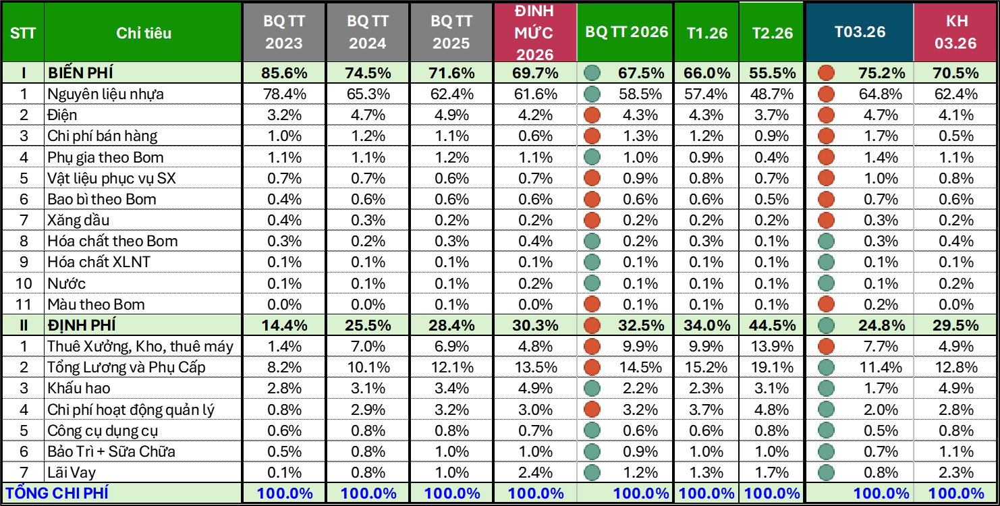 STT Chỉ tiêu BQ TT 2023 BQ TT 2024 BQ TT 2025 ĐINH MỨC 2026 BQ TT 2026 T1.26 T2.26 T03.26 KH 03.26
I BIẾN PHÍ 85.6% 74.5% 71.6% 69.7% 67.5% 66.0% 55.5% 75.2% 70.5%
1 Nguyên liệu nhựa 78.4% 65.3% 62.4% 61.6% 58.5% 57.4% 48.7% 64.8% 62.4%
2 Điện 3.2% 4.7% 4.9% 4.2% 4.3% 4.3% 3.7% 4.7% 4.1%
3 Chi phí bán hàng 1.0% 1.2% 1.1% 0.6% 1.3% 1.2% 0.9% 1.7% 0.5%
4 Phụ gia theo Bom 1.1% 1.1% 1.2% 1.1% 1.0% 0.9% 0.4% 1.4% 1.1%
5 Vật liệu phục vụ SX 0.7% 0.7% 0.6% 0.7% 0.9% 0.8% 0.7% 1.0% 0.8%
6 Bao bì theo Bom 0.4% 0.6% 0.6% 0.6% 0.6% 0.6% 0.5% 0.7% 0.6%
7 Xăng dầu 0.4% 0.3% 0.2% 0.2% 0.2% 0.2% 0.2% 0.3% 0.2%
8 Hóa chất theo Bom 0.3% 0.2% 0.3% 0.4% 0.2% 0.3% 0.1% 0.3% 0.4%
9 Hóa chất XLNT 0.1% 0.1% 0.1% 0.1% 0.1% 0.1% 0.1% 0.1% 0.1%
10 Nước 0.1% 0.1% 0.1% 0.2% 0.1% 0.1% 0.1% 0.1% 0.2%
11 Màu theo Bom 0.0% 0.0% 0.1% 0.0% 0.1% 0.1% 0.1% 0.2% 0.0%
II ĐỊNH PHÍ 14.4% 25.5% 28.4% 30.3% 32.5% 34.0% 44.5% 24.8% 29.5%
1 Thuê Xưởng, Kho, thuê máy 1.4% 7.0% 6.9% 4.8% 9.9% 9.9% 13.9% 7.7% 4.9%
2 Tổng Lương và Phụ Cấp 8.2% 10.1% 12.1% 13.5% 14.5% 15.2% 19.1% 11.4% 12.8%
3 Khấu hao 2.8% 3.1% 3.4% 4.9% 2.2% 2.3% 3.1% 1.7% 4.9%
4 Chi phí hoạt động quản lý 0.8% 2.9% 3.2% 3.0% 3.2% 3.7% 4.8% 2.0% 2.8%
5 Công cụ dụng cụ 0.6% 0.8% 0.8% 0.7% 0.6% 0.6% 0.8% 0.5% 0.8%
6 Bảo Trì + Sữa Chữa 0.5% 0.8% 1.0% 1.0% 0.9% 1.0% 1.0% 0.7% 1.1%
7 Lãi Vay 0.1% 0.8% 1.0% 2.4% 1.2% 1.3% 1.7% 0.8% 2.3%
TỔNG CHI PHÍ 100.0% 100.0% 100.0% 100.0% 100.0% 100.0% 100.0% 100.0% 100.0%